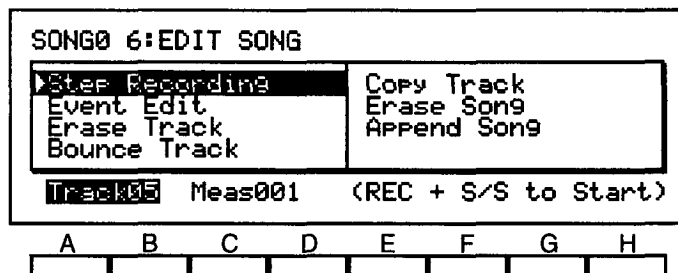 SONG0 6:EDIT SONG
Step Recording
Event Edit
Erase Track
Bounce Track
Copy Track
Erase Song
Append Song
Track05 Meas001 (REC + S/S to Start)
A B C D E F G H